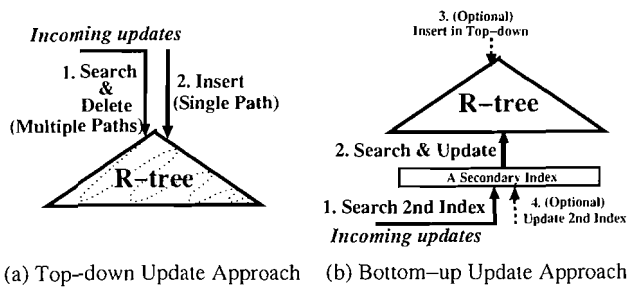 Incoming updates
1. Search
&
Delete
(Multiple Paths)
2. Insert
(Single Path)
R-tree
(a) Top-down Update Approach
3. (Optional)
Insert in Top-down
R-tree
2. Search & Update
A Secondary Index
1. Search 2nd Index
4. (Optional)
Update 2nd Index
Incoming updates
(b) Bottom-up Update Approach